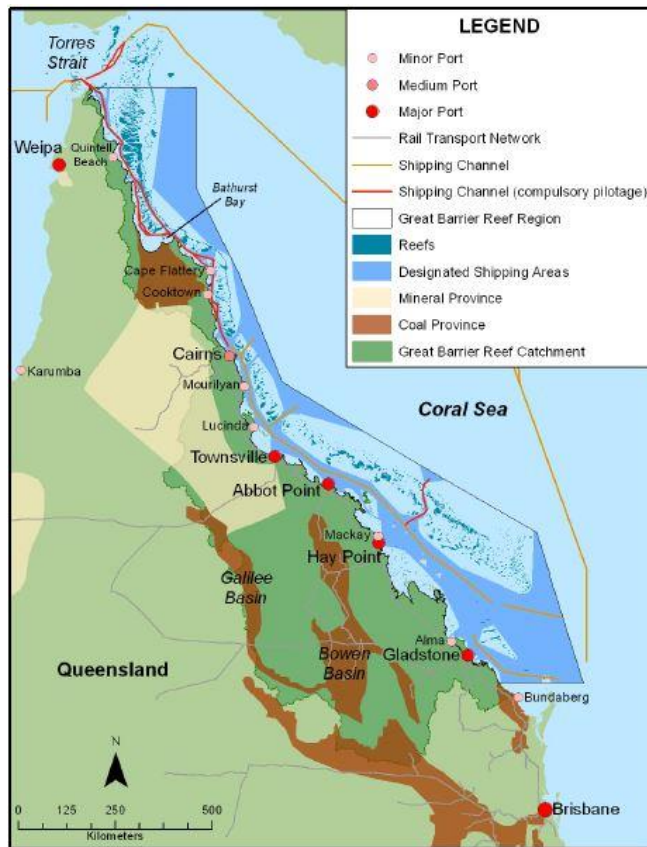 LEGEND
Minor Port
Medium Port
Major Port
Rail Transport Network
Shipping Channel
Shipping Channel (compulsory pilotage)
Great Barrier Reef Region
Reefs
Designated Shipping Areas
Mineral Province
Coal Province
Great Barrier Reef Catchment
Torres
Strait
Weipa
Quintell
Beach
Bathurst
Bay
Cape Flattery
Cooktown
Cairns
Karumba
Mourilyan
Coral Sea
Lucinda
Townsville
Abbot Point
Mackay
Hay Point
Galilee
Basin
Bowen
Basin
Alma
Gladstone
Queensland
Bundaberg
N
0 125 250 500
Kilometers
Brisbane